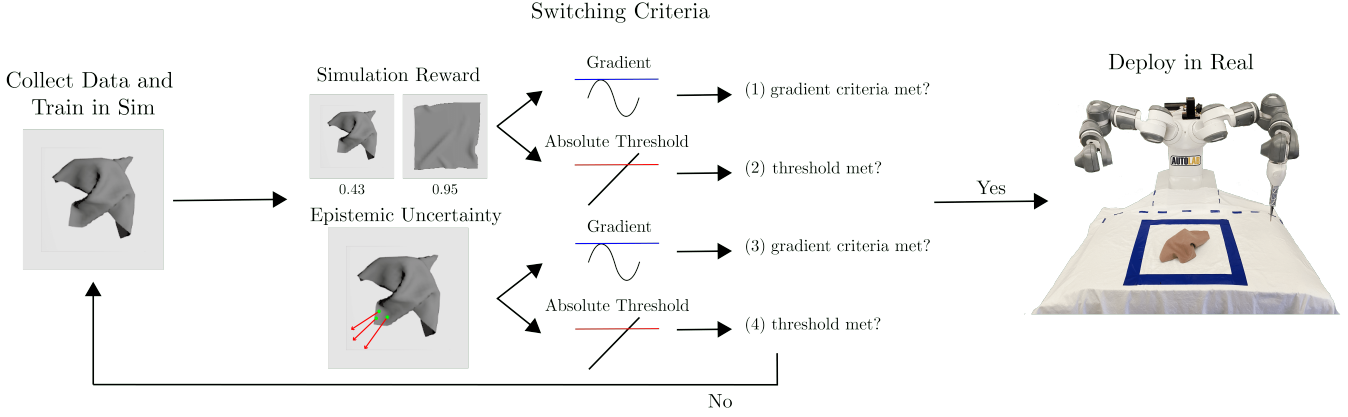 Switching Criteria
Collect Data and
Train in Sim
Simulation Reward
0.43
0.95
Gradient
(1) gradient criteria met?
Absolute Threshold
(2) threshold met?
Epistemic Uncertainty
Gradient
(3) gradient criteria met?
Absolute Threshold
(4) threshold met?
No
Yes
Deploy in Real
AUTOLAB